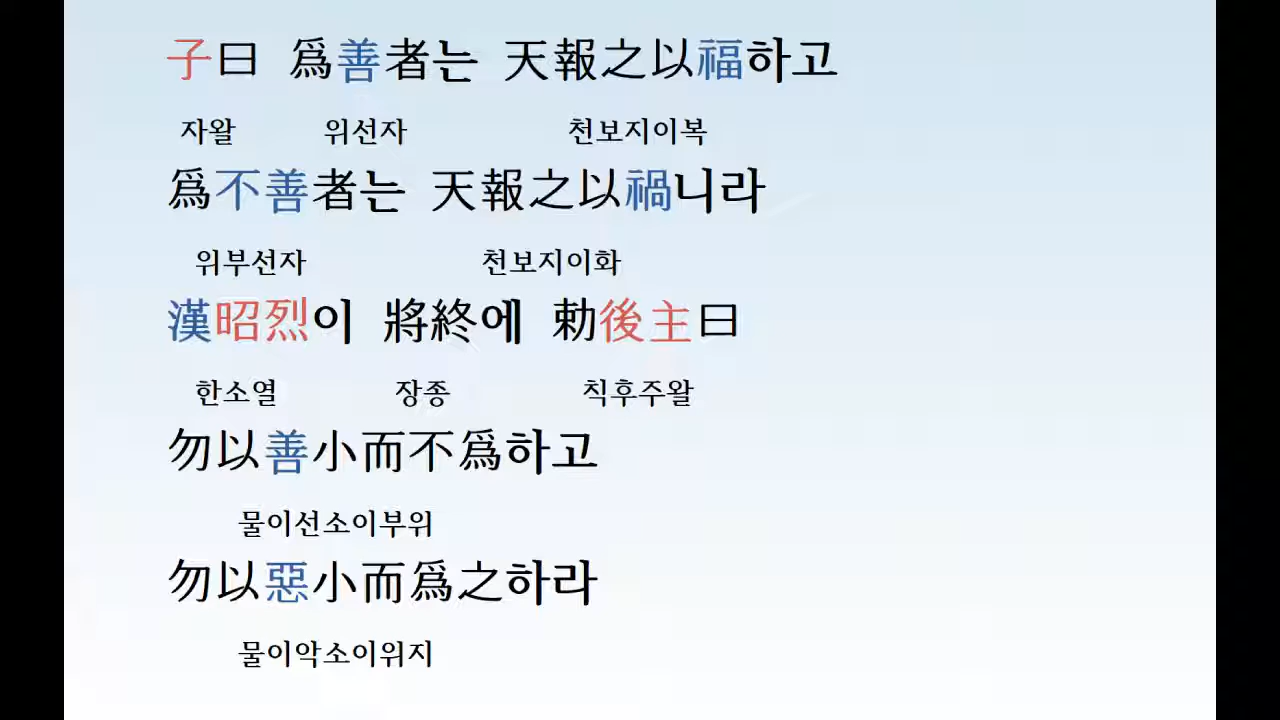 子曰 爲善者는 天報之以福하고
자왈 위선자 천보지이복
爲不善者는 天報之以禍니라
위부선자 천보지이화
漢昭烈이 將終에 勅後主曰
한소열 장종 칙후주왈
勿以善小而不爲하고
물이선소이부위
勿以惡小而爲之하라
물이악소이위지